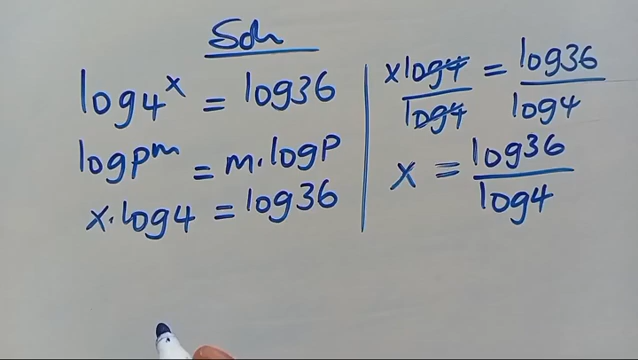 Soln
log4^x = log36
logp^m = m.logp
x.log4 = log36
xlog4/log4 = log36/log4
x = log36/log4